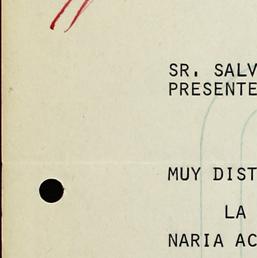 SR. SALV
PRESENTE
MUY DIST
LA
NARIA AC